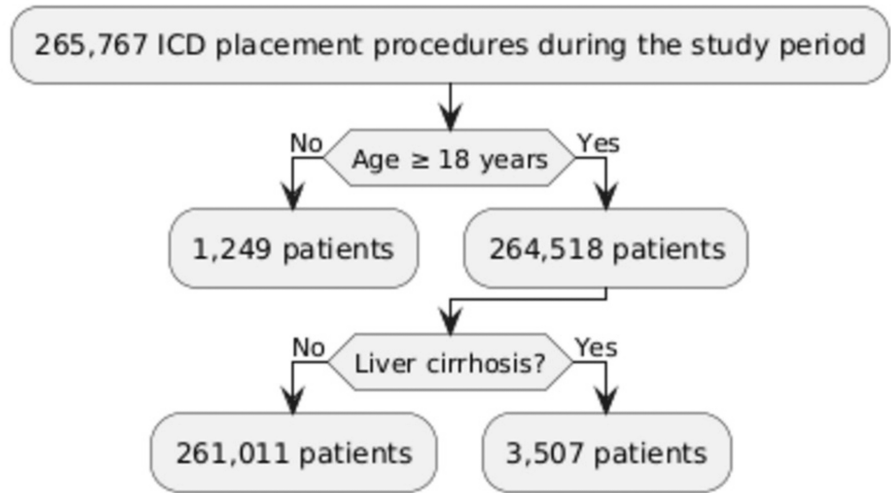 265,767 ICD placement procedures during the study period
No
Age ≥ 18 years
Yes
1,249 patients
264,518 patients
No
Liver cirrhosis?
Yes
261,011 patients
3,507 patients